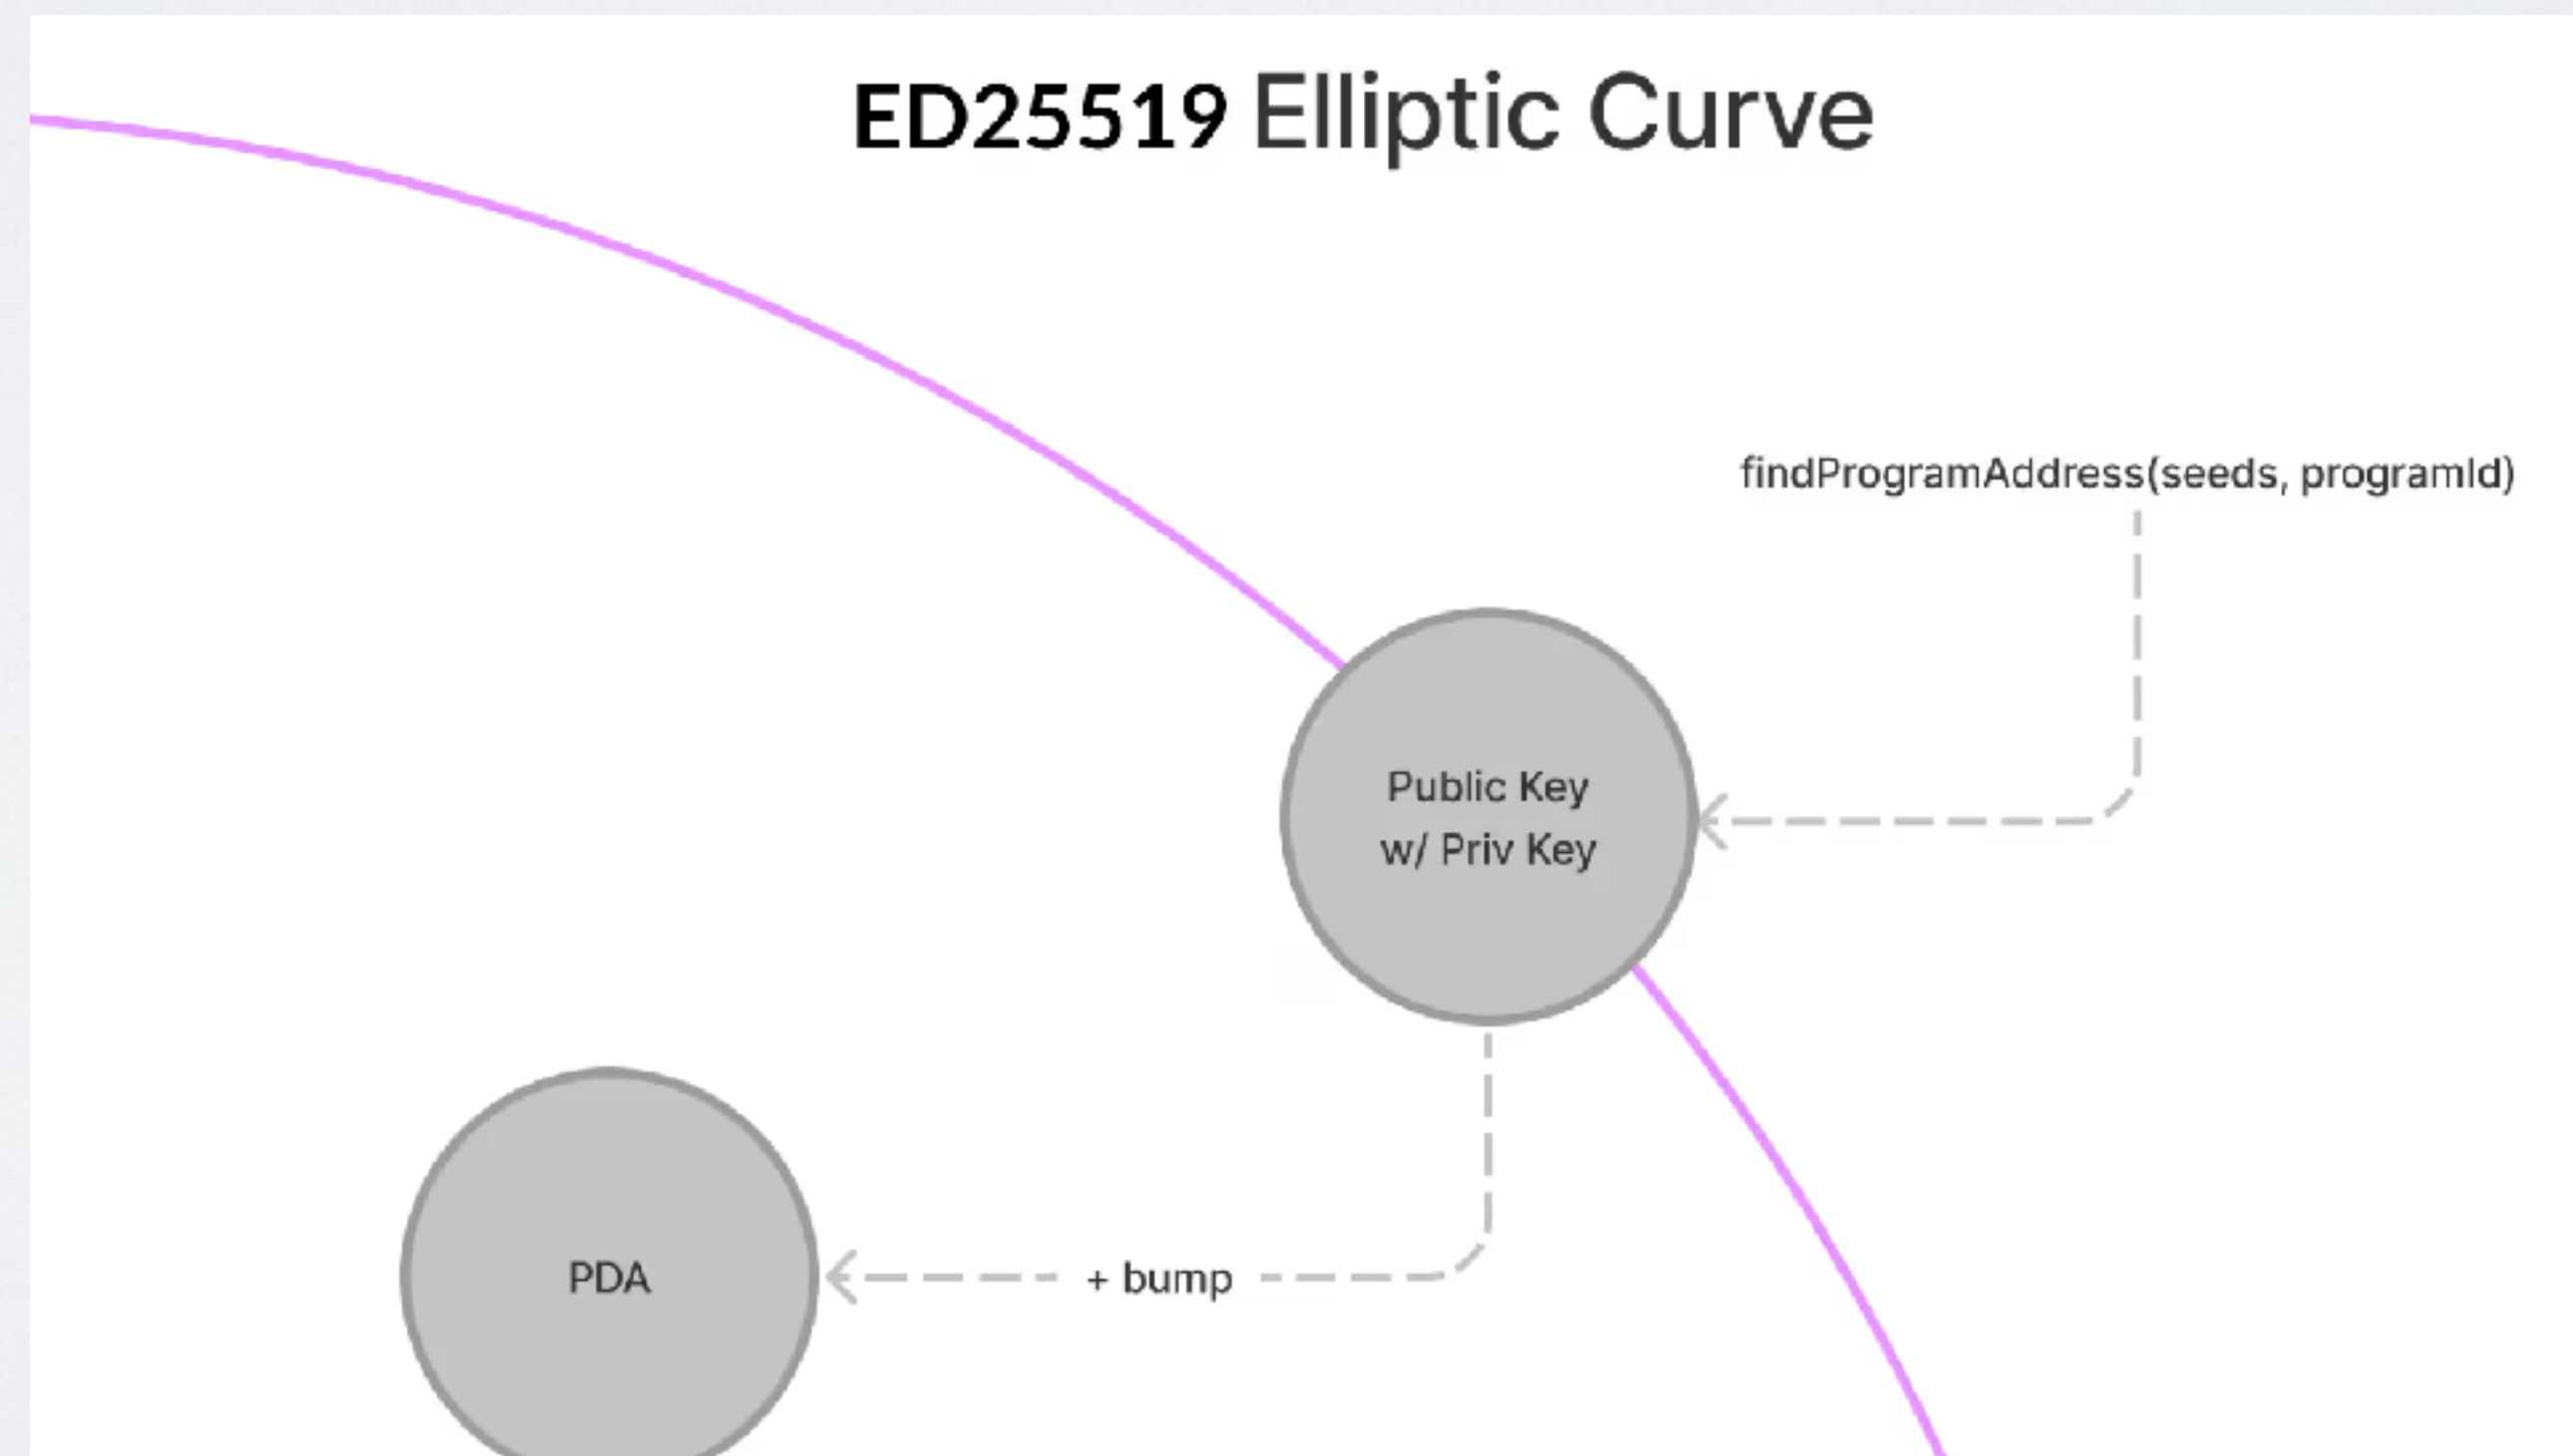 ED25519 Elliptic Curve
findProgramAddress(seeds, programId)
Public Key
w/ Priv Key
+ bump
PDA